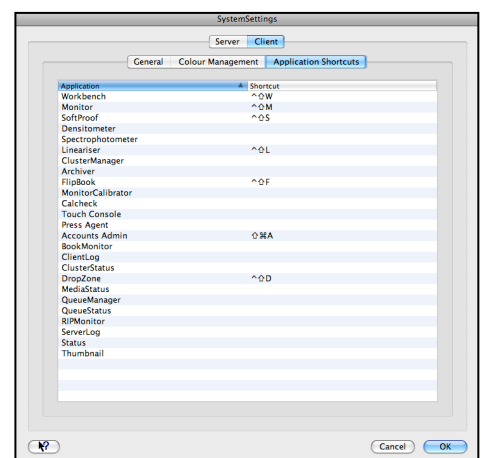 SystemSettings
Server Client
General Colour Management Application Shortcuts
Application Shortcut
Workbench ^⇧W
Monitor ^⇧M
SoftProof ^⇧S
Densitometer
Spectrophotometer
Lineariser ^⇧L
ClusterManager
Archiver
FlipBook ^⇧F
MonitorCalibrator
Calcheck
Touch Console
Press Agent
Accounts Admin ⇧⌘A
BookMonitor
ClientLog
ClusterStatus
DropZone ^⇧D
MediaStatus
QueueManager
QueueStatus
RIPMonitor
ServerLog
Status
Thumbnail
? Cancel OK